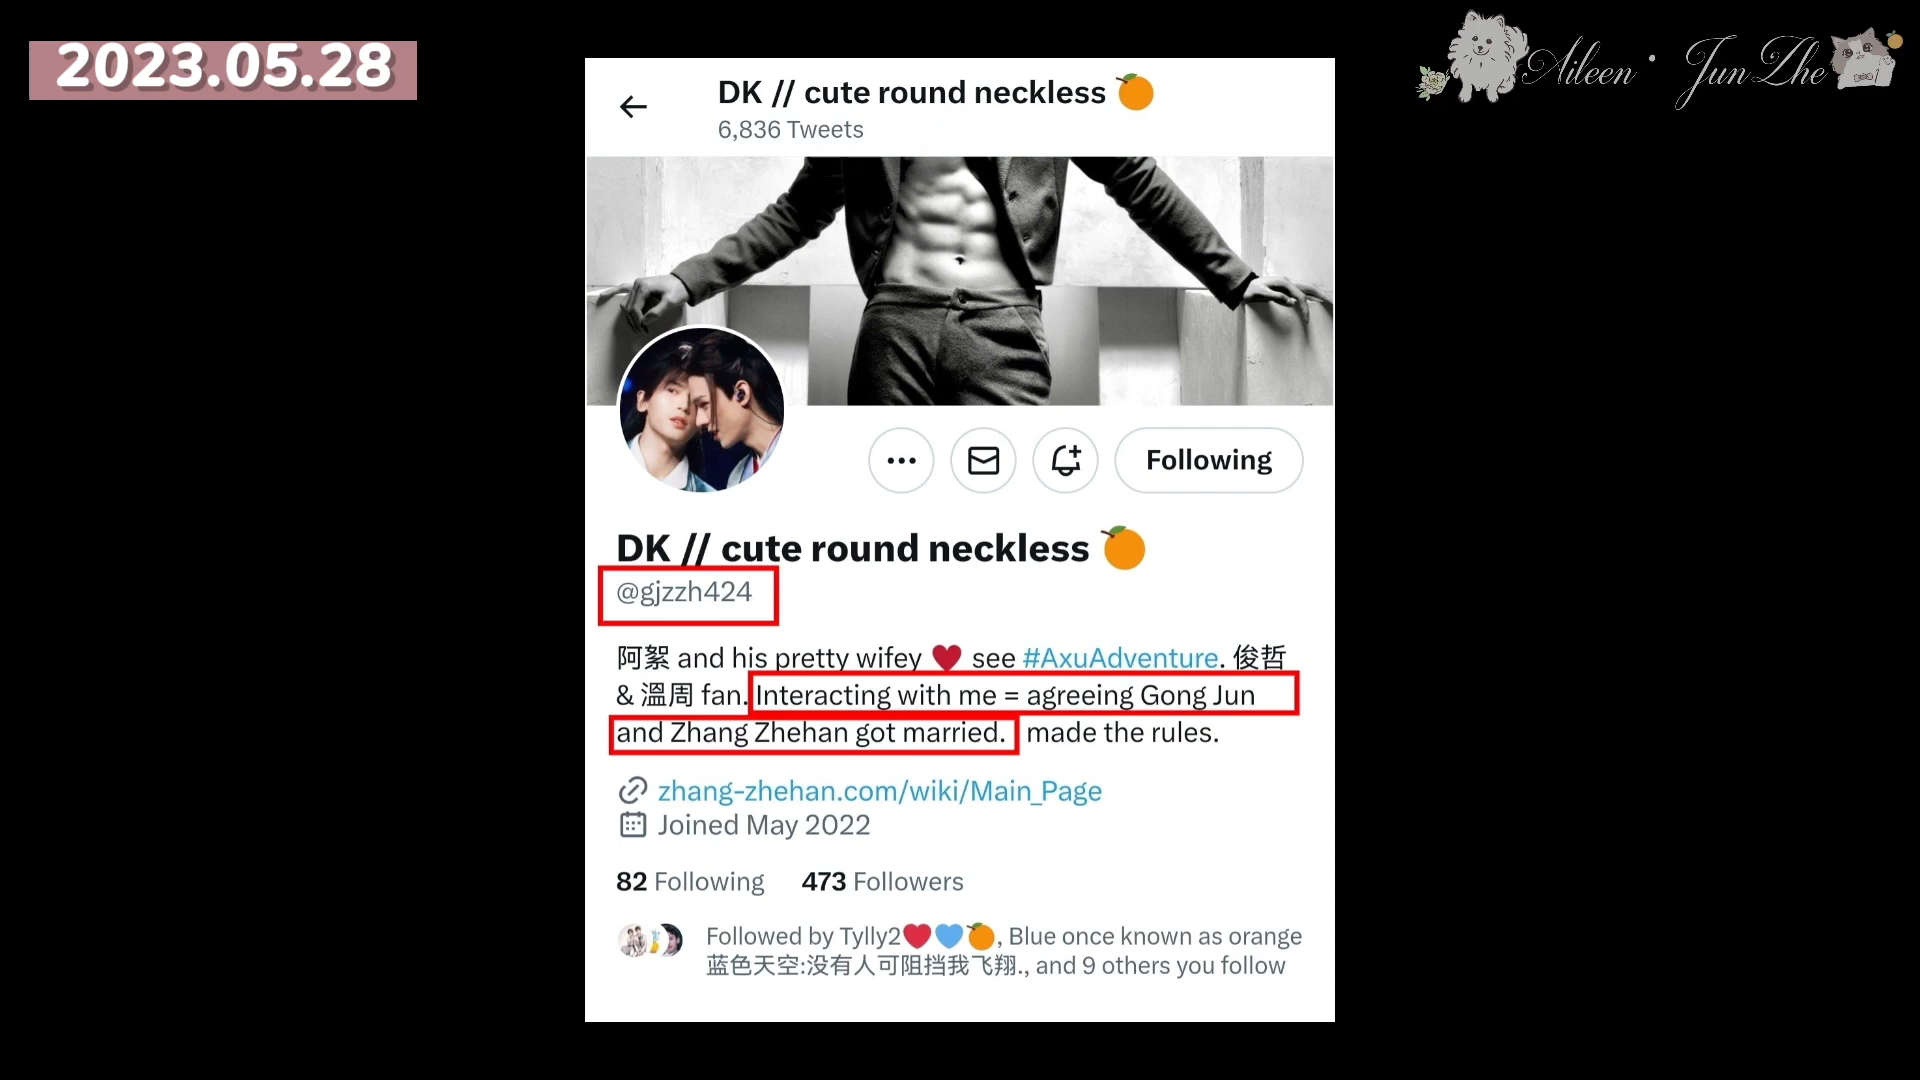 2023.05.28
Aileen · JunZhe
DK // cute round neckless 🍊
6,836 Tweets
Following
DK // cute round neckless 🍊
@gjzzh424
阿絮 and his pretty wifey ♥ see #AxuAdventure. 俊哲
& 溫周 fan. Interacting with me = agreeing Gong Jun
and Zhang Zhehan got married. made the rules.
zhang-zhehan.com/wiki/Main_Page
Joined May 2022
82 Following 473 Followers
Followed by Tylly2❤️💙🍊, Blue once known as orange
蓝色天空:没有人可阻挡我飞翔., and 9 others you follow